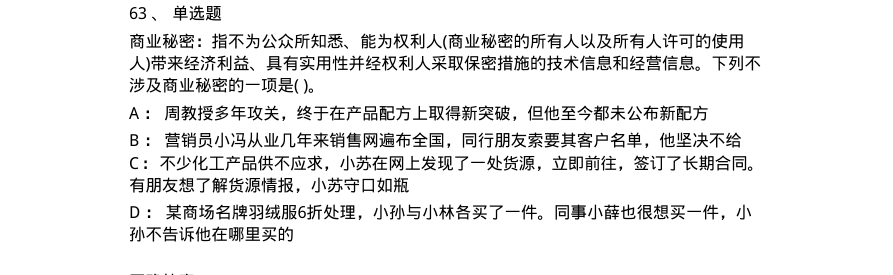 63 、 单选题
商业秘密：指不为公众所知悉、能为权利人(商业秘密的所有人以及所有人许可的使用
人)带来经济利益、具有实用性并经权利人采取保密措施的技术信息和经营信息。下列不
涉及商业秘密的一项是( )。
A ： 周教授多年攻关，终于在产品配方上取得新突破，但他至今都未公布新配方
B ： 营销员小冯从业几年来销售网遍布全国，同行朋友索要其客户名单，他坚决不给
C ：不少化工产品供不应求，小苏在网上发现了一处货源，立即前往，签订了长期合同。
有朋友想了解货源情报，小苏守口如瓶
D ： 某商场名牌羽绒服6折处理，小孙与小林各买了一件。同事小薛也很想买一件，小
孙不告诉他在哪里买的